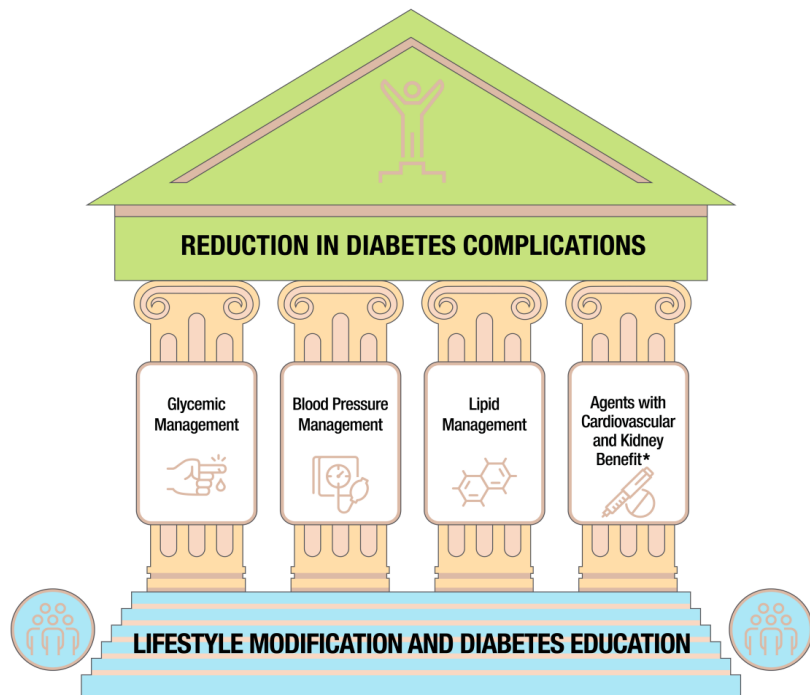 REDUCTION IN DIABETES COMPLICATIONS
Glycemic
Management
Blood Pressure
Management
Lipid
Management
Agents with
Cardiovascular
and Kidney
Benefit*
LIFESTYLE MODIFICATION AND DIABETES EDUCATION